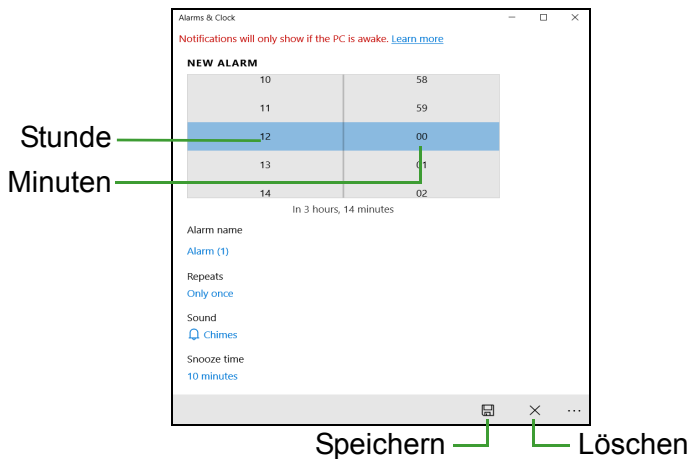 Alarms & Clock
Notifications will only show if the PC is awake. Learn more
NEW ALARM
10 58
11 59
Stunde 12 00
Minuten 13 01
14 02
In 3 hours, 14 minutes
Alarm name
Alarm (1)
Repeats
Only once
Sound
Chimes
Snooze time
10 minutes
Speichern Löschen